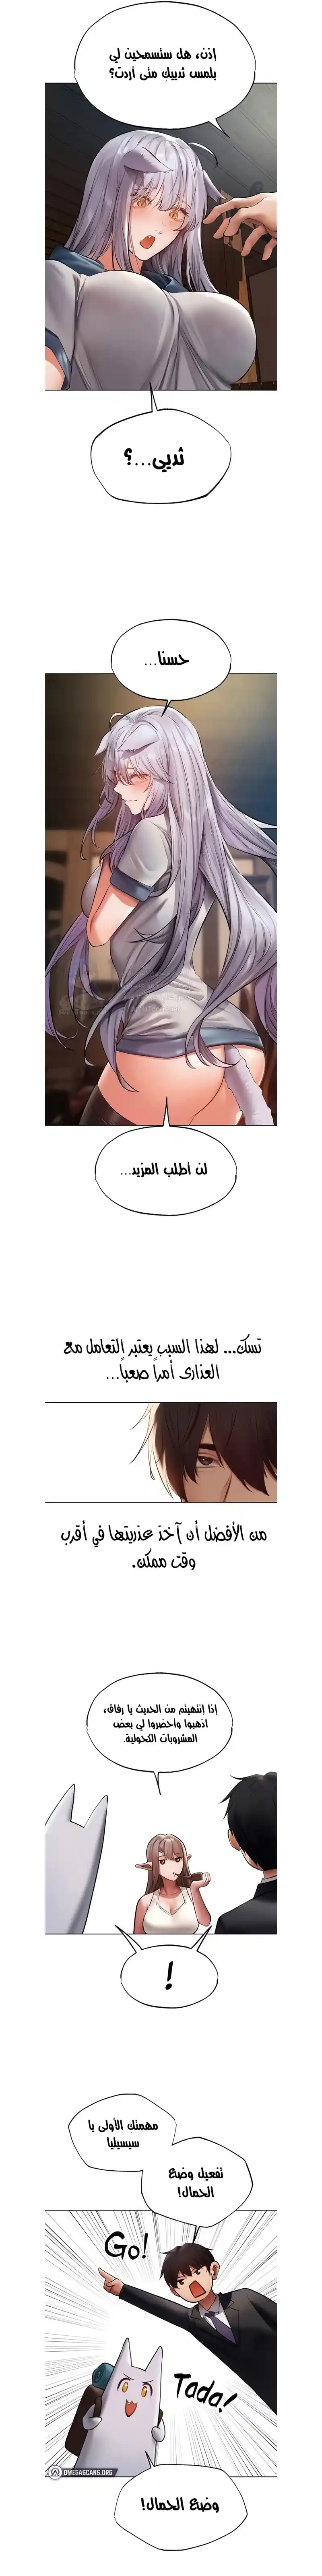 إذن، هل ستسمحين لي
بلمس ثدييك متى أردت؟
ثديي...؟
حسنا...
لن أطلب المزيد...
تسك... لهذا السبب يعتبر التعامل مع
العذارى أمراً صعباً...
من الأفضل أن آخذ عذريتها في أقرب
وقت ممكن.
إذا إنتهيتم من الحديث يا رفاق،
اذهبوا وأحضروا لي بعض
المشروبات الكحولية.
!
مهمتك الأولى يا
سيسيليا
تفعيل وضع
الحمال!
Go!
Tada!
OMEGASCANS.ORG
وضع الحمال!